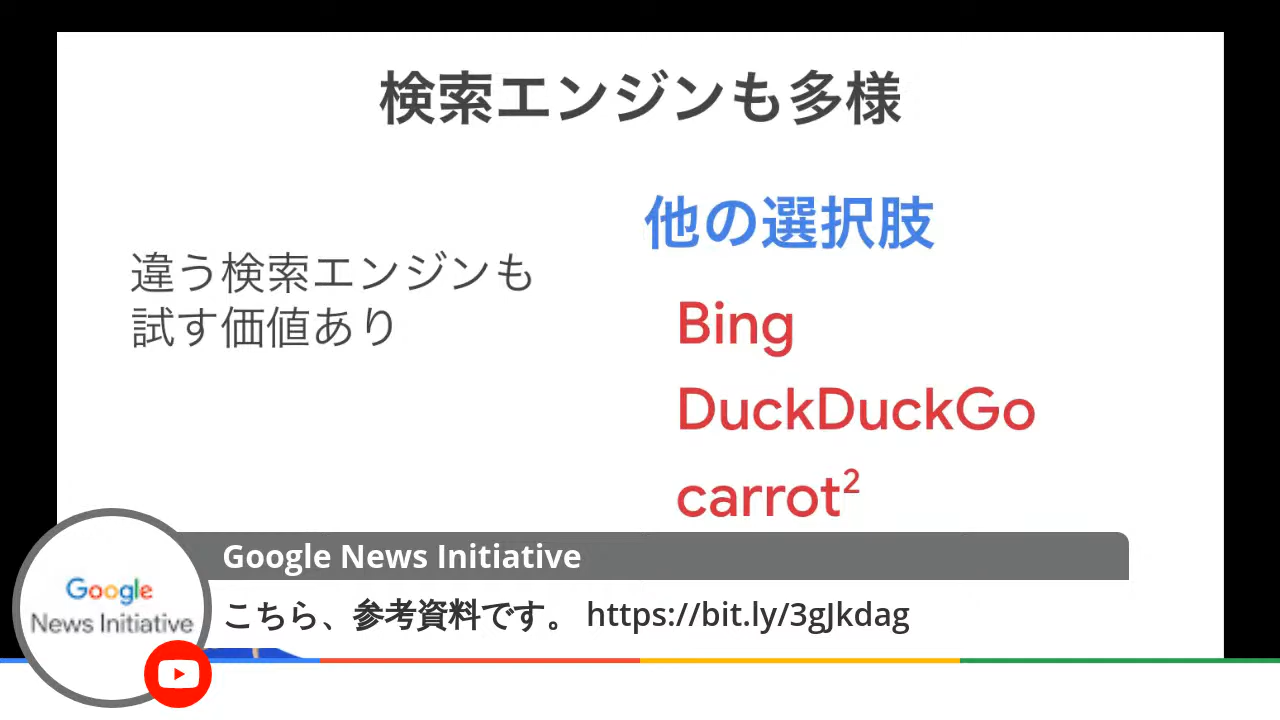 検索エンジンも多様
違う検索エンジンも
試す価値あり
他の選択肢
Bing
DuckDuckGo
carrot²
Google News Initiative
こちら、参考資料です。 https://bit.ly/3gJkdag
Google
News Initiative